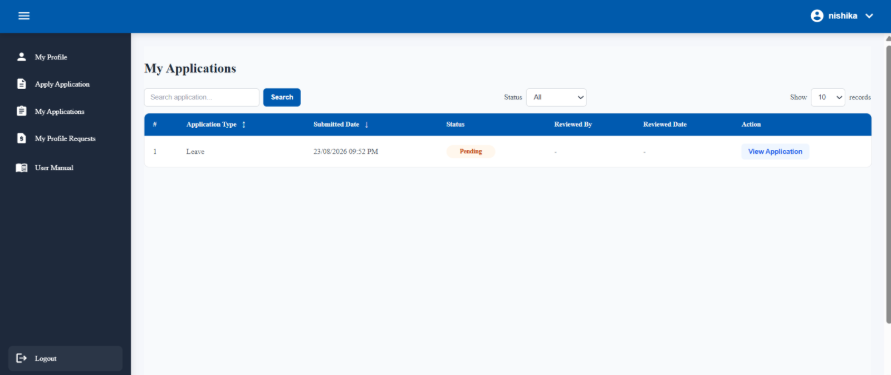 nishika
My Profile
Apply Application
My Applications
My Profile Requests
User Manual
Logout
My Applications
Search application...
Search
Status
All
Show
10
records
# Application Type Submitted Date Status Reviewed By Reviewed Date Action
1 Leave 23/08/2026 09:52 PM Pending - - View Application